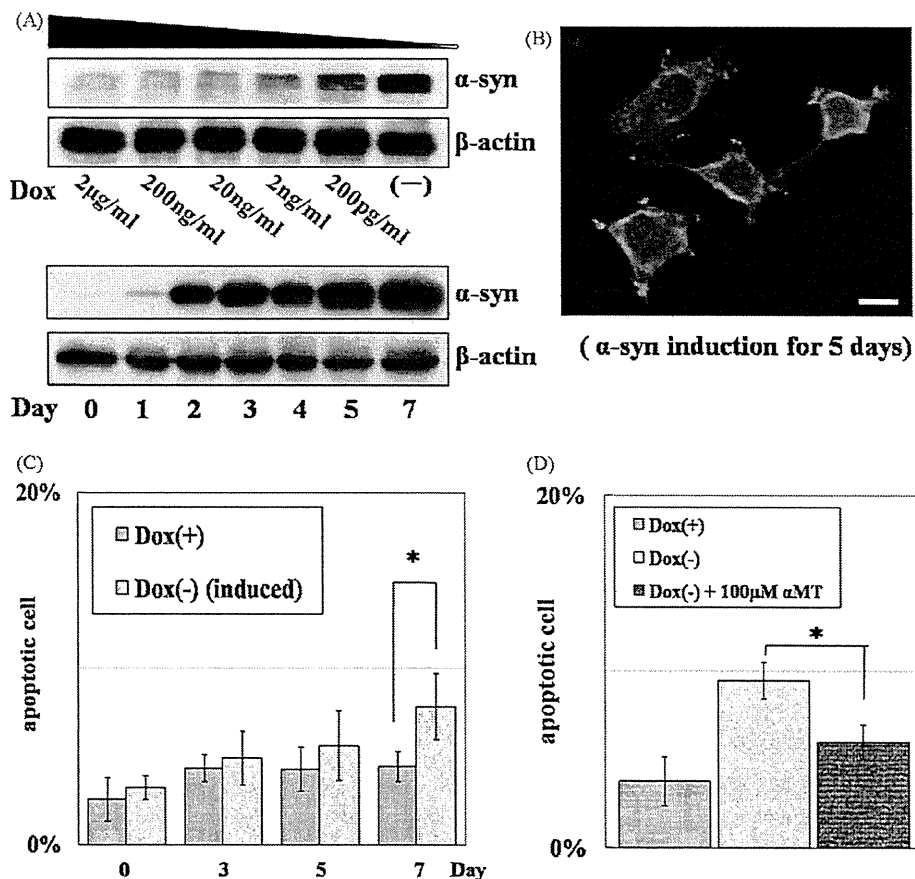 (A)
α-syn
β-actin
Dox 2μg/ml 200ng/ml 20ng/ml 2ng/ml 200pg/ml (—)
α-syn
β-actin
Day 0 1 2 3 4 5 7
(B)
( α-syn induction for 5 days)
(C)
20%
Dox(+)
Dox(-) (induced)
*
apoptotic cell
0%
0 3 5 7 Day
(D)
20%
Dox(+)
Dox(-)
Dox(-) + 100μM αMT
*
apoptotic cell
0%